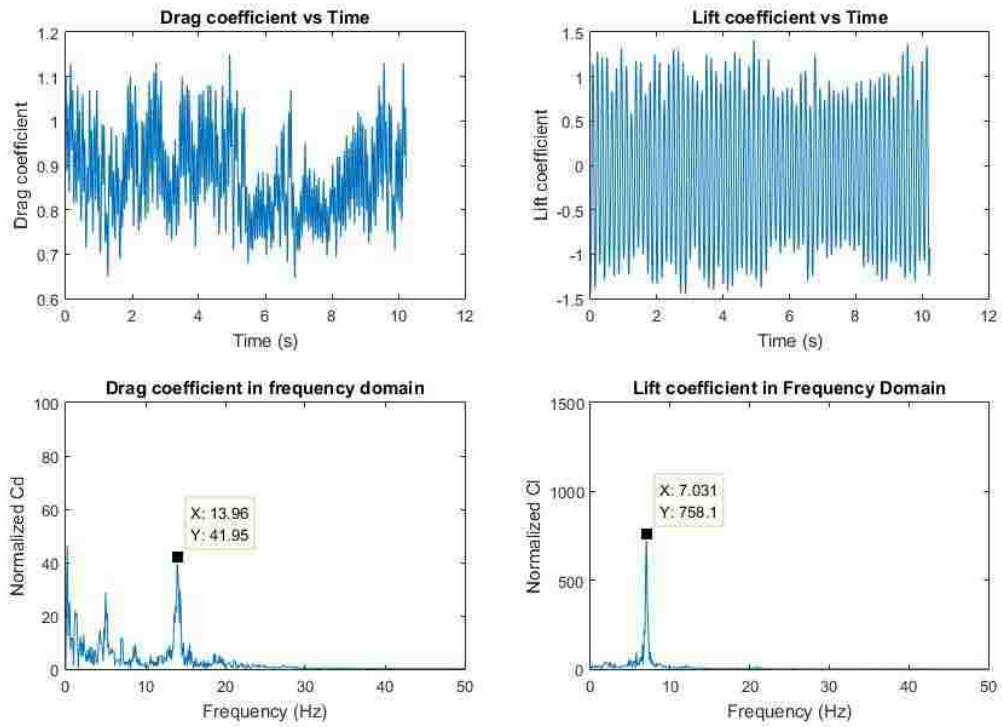 Drag coefficient vs Time
1.2
1.1
1
0.9
0.8
0.7
0.6
Drag coefficient
0 2 4 6 8 10 12
Time (s)
Lift coefficient vs Time
1.5
1
0.5
0
-0.5
-1
-1.5
Lift coefficient
0 2 4 6 8 10 12
Time (s)
Drag coefficient in frequency domain
100
80
60
40
20
0
Normalized Cd
X: 13.96
Y: 41.95
0 10 20 30 40 50
Frequency (Hz)
Lift coefficient in Frequency Domain
1500
1000
500
0
Normalized Cl
X: 7.031
Y: 758.1
0 10 20 30 40 50
Frequency (Hz)